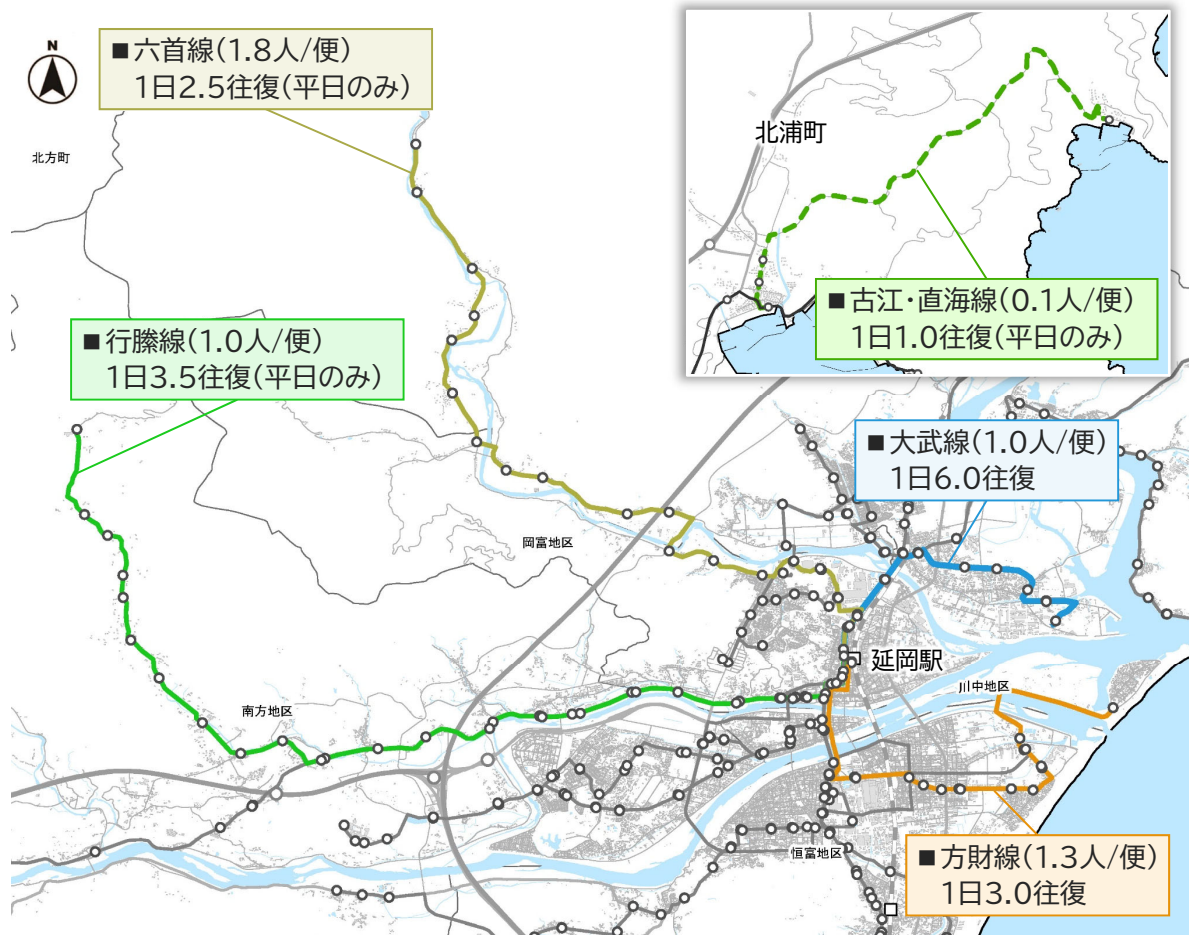 N
■六首線(1.8人/便)
1日2.5往復(平日のみ)
北方町
北浦町
■古江・直海線(0.1人/便)
1日1.0往復(平日のみ)
■行縢線(1.0人/便)
1日3.5往復(平日のみ)
■大武線(1.0人/便)
1日6.0往復
岡富地区
延岡駅
川中地区
南方地区
恒富地区
■方財線(1.3人/便)
1日3.0往復